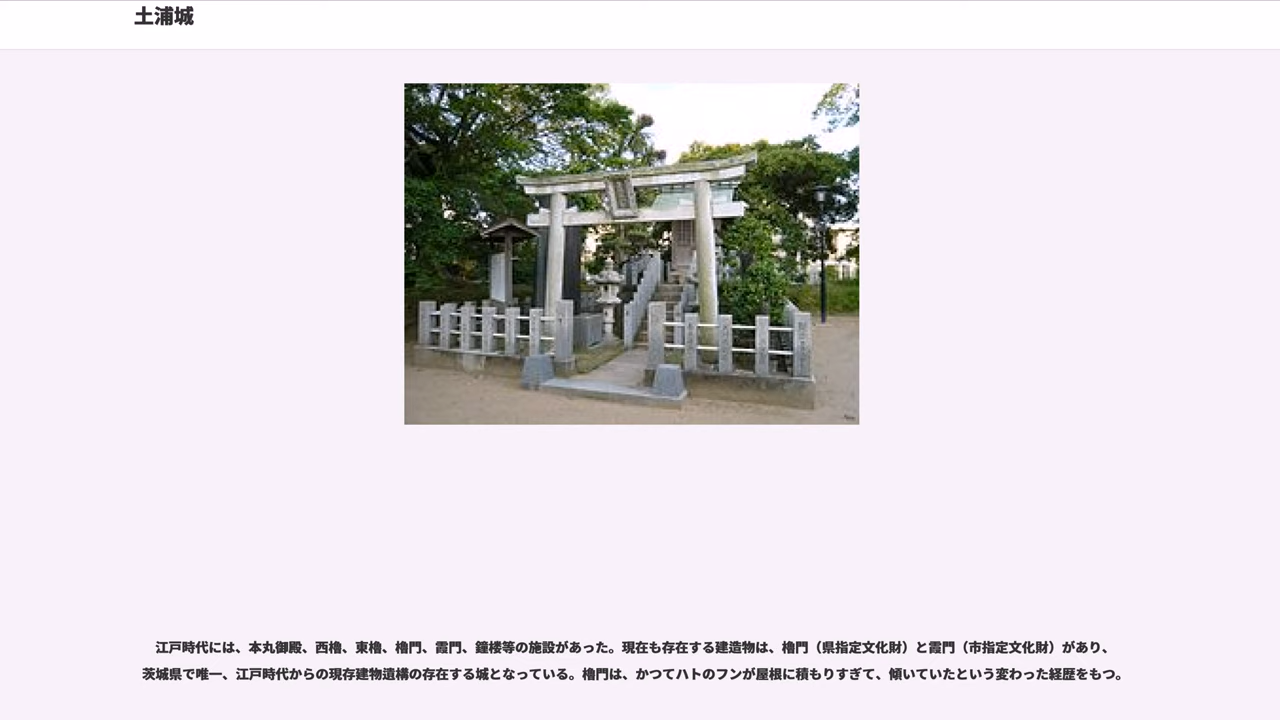 土浦城
江戸時代には、本丸御殿、西櫓、東櫓、櫓門、霞門、鐘楼等の施設があった。現在も存在する建造物は、櫓門（県指定文化財）と霞門（市指定文化財）があり、
茨城県で唯一、江戸時代からの現存建物遺構の存在する城となっている。櫓門は、かつてハトのフンが屋根に積もりすぎて、傾いていたという変わった経歴をもつ。